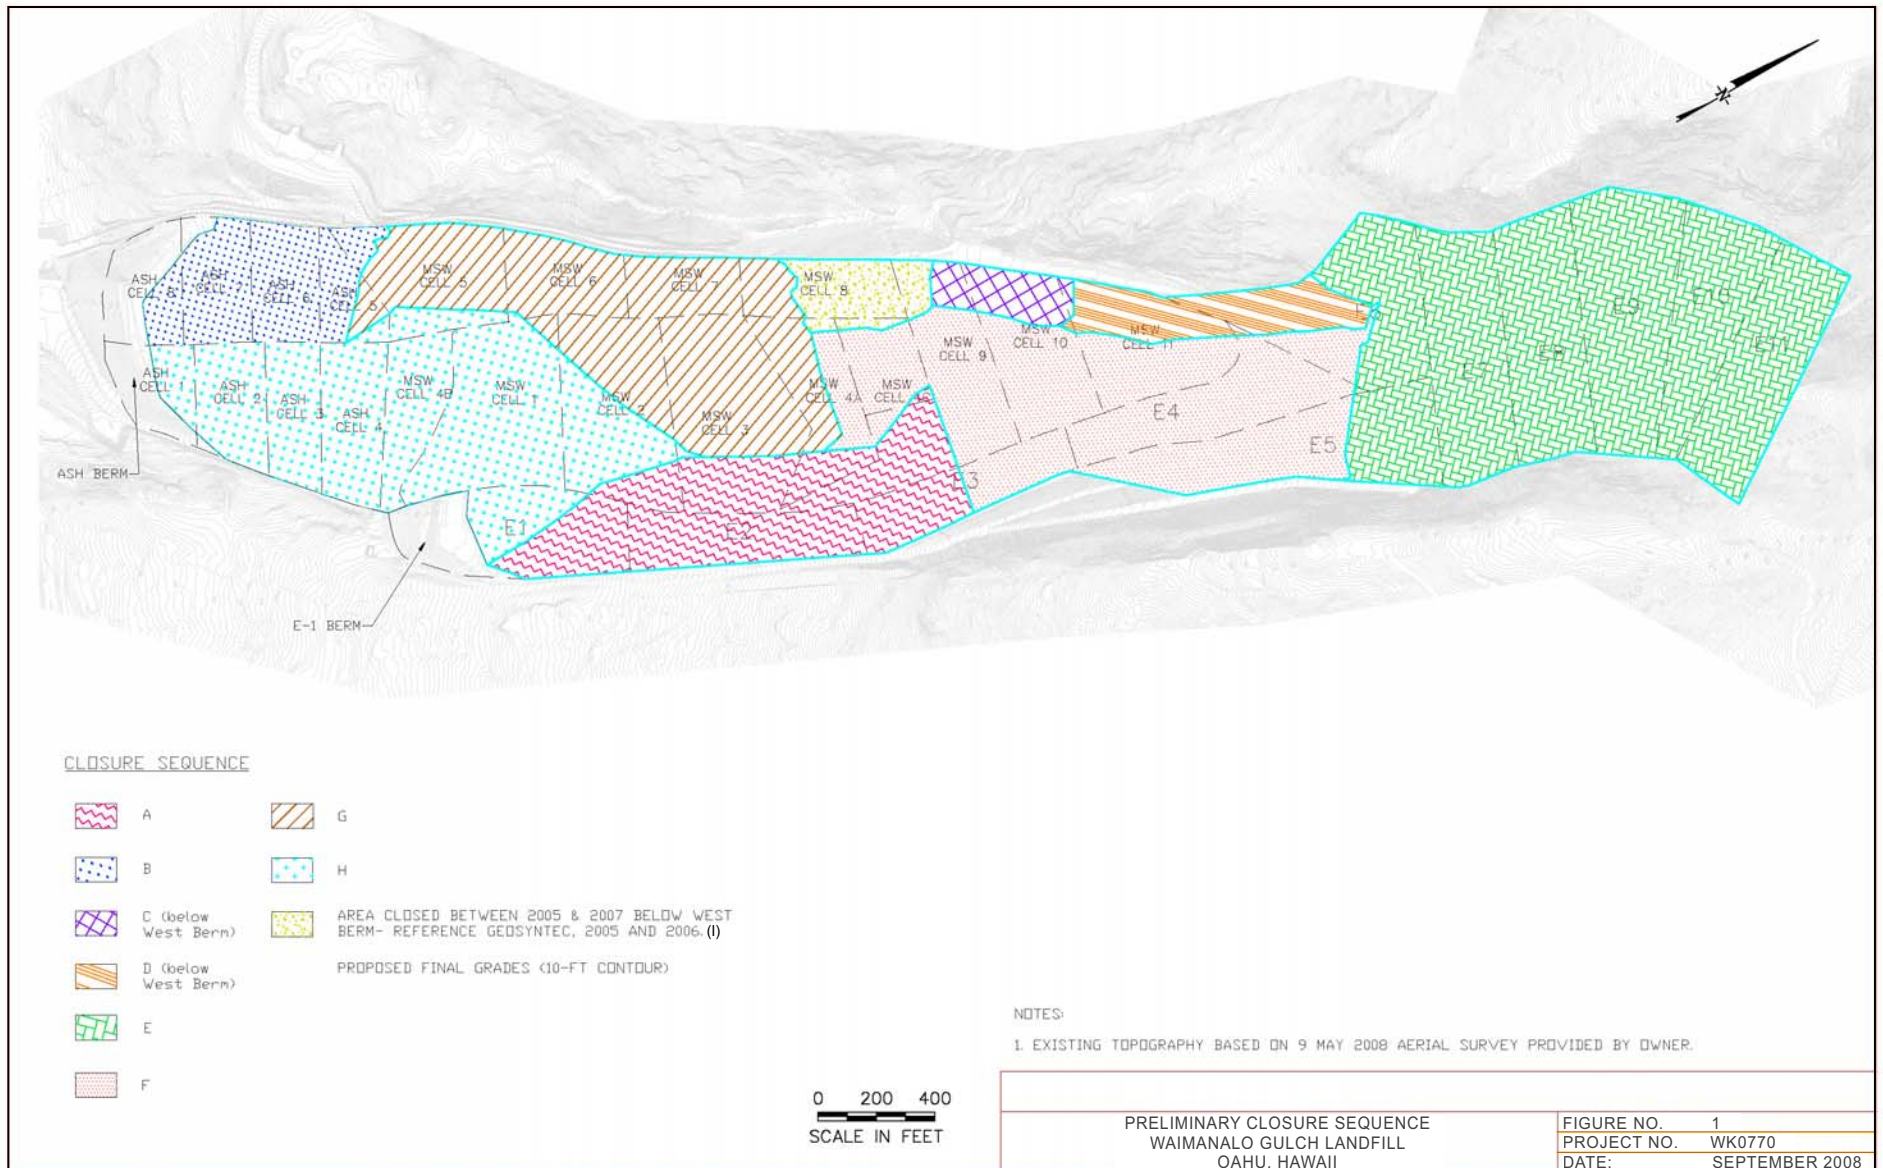 N
ASH
CELL 8
ASH
CELL 7
ASH
CELL 6
ASH
CELL 5
MSW
CELL 5
MSW
CELL 6
MSW
CELL 7
MSW
CELL 8
MSW
CELL 9
MSW
CELL 10
MSW
CELL 11
E9
E10
E11
E7
E8
ASH
CELL 1
ASH
CELL 2
ASH
CELL 3
ASH
CELL 4
MSW
CELL 4B
MSW
CELL 1
MSW
CELL 2
MSW
CELL 3
MSW
CELL 4A
MSW
CELL 4C
E4
E5
E3
E2
E1
ASH BERM
E-1 BERM
CLOSURE SEQUENCE
A
B
C (below
West Berm)
D (below
West Berm)
E
F
G
H
AREA CLOSED BETWEEN 2005 & 2007 BELOW WEST
BERM- REFERENCE GEOSYNTEC, 2005 AND 2006. (I)
PROPOSED FINAL GRADES (10-FT CONTOUR)
NOTES:
1. EXISTING TOPOGRAPHY BASED ON 9 MAY 2008 AERIAL SURVEY PROVIDED BY OWNER.
0 200 400
SCALE IN FEET
PRELIMINARY CLOSURE SEQUENCE
WAIMANALO GULCH LANDFILL
OAHU, HAWAII
FIGURE NO. 1
PROJECT NO. WK0770
DATE: SEPTEMBER 2008